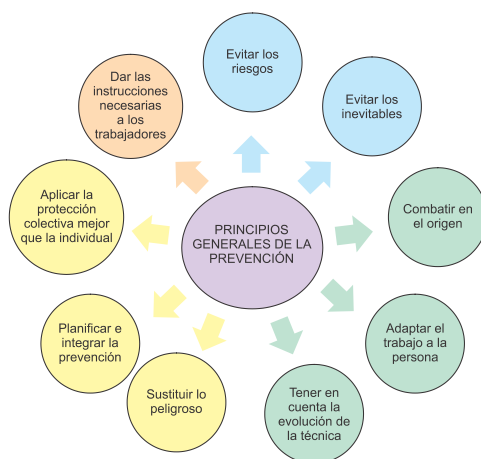 PRINCIPIOS
GENERALES DE LA
PREVENCIÓN
Evitar los
riesgos
Evitar los
inevitables
Combatir en
el origen
Adaptar el
trabajo a la
persona
Tener en
cuenta la
evolución de
la técnica
Sustituir lo
peligroso
Planificar e
integrar la
prevención
Aplicar la
protección
colectiva mejor
que la individual
Dar las
instrucciones
necesarias
a los
trabajadores